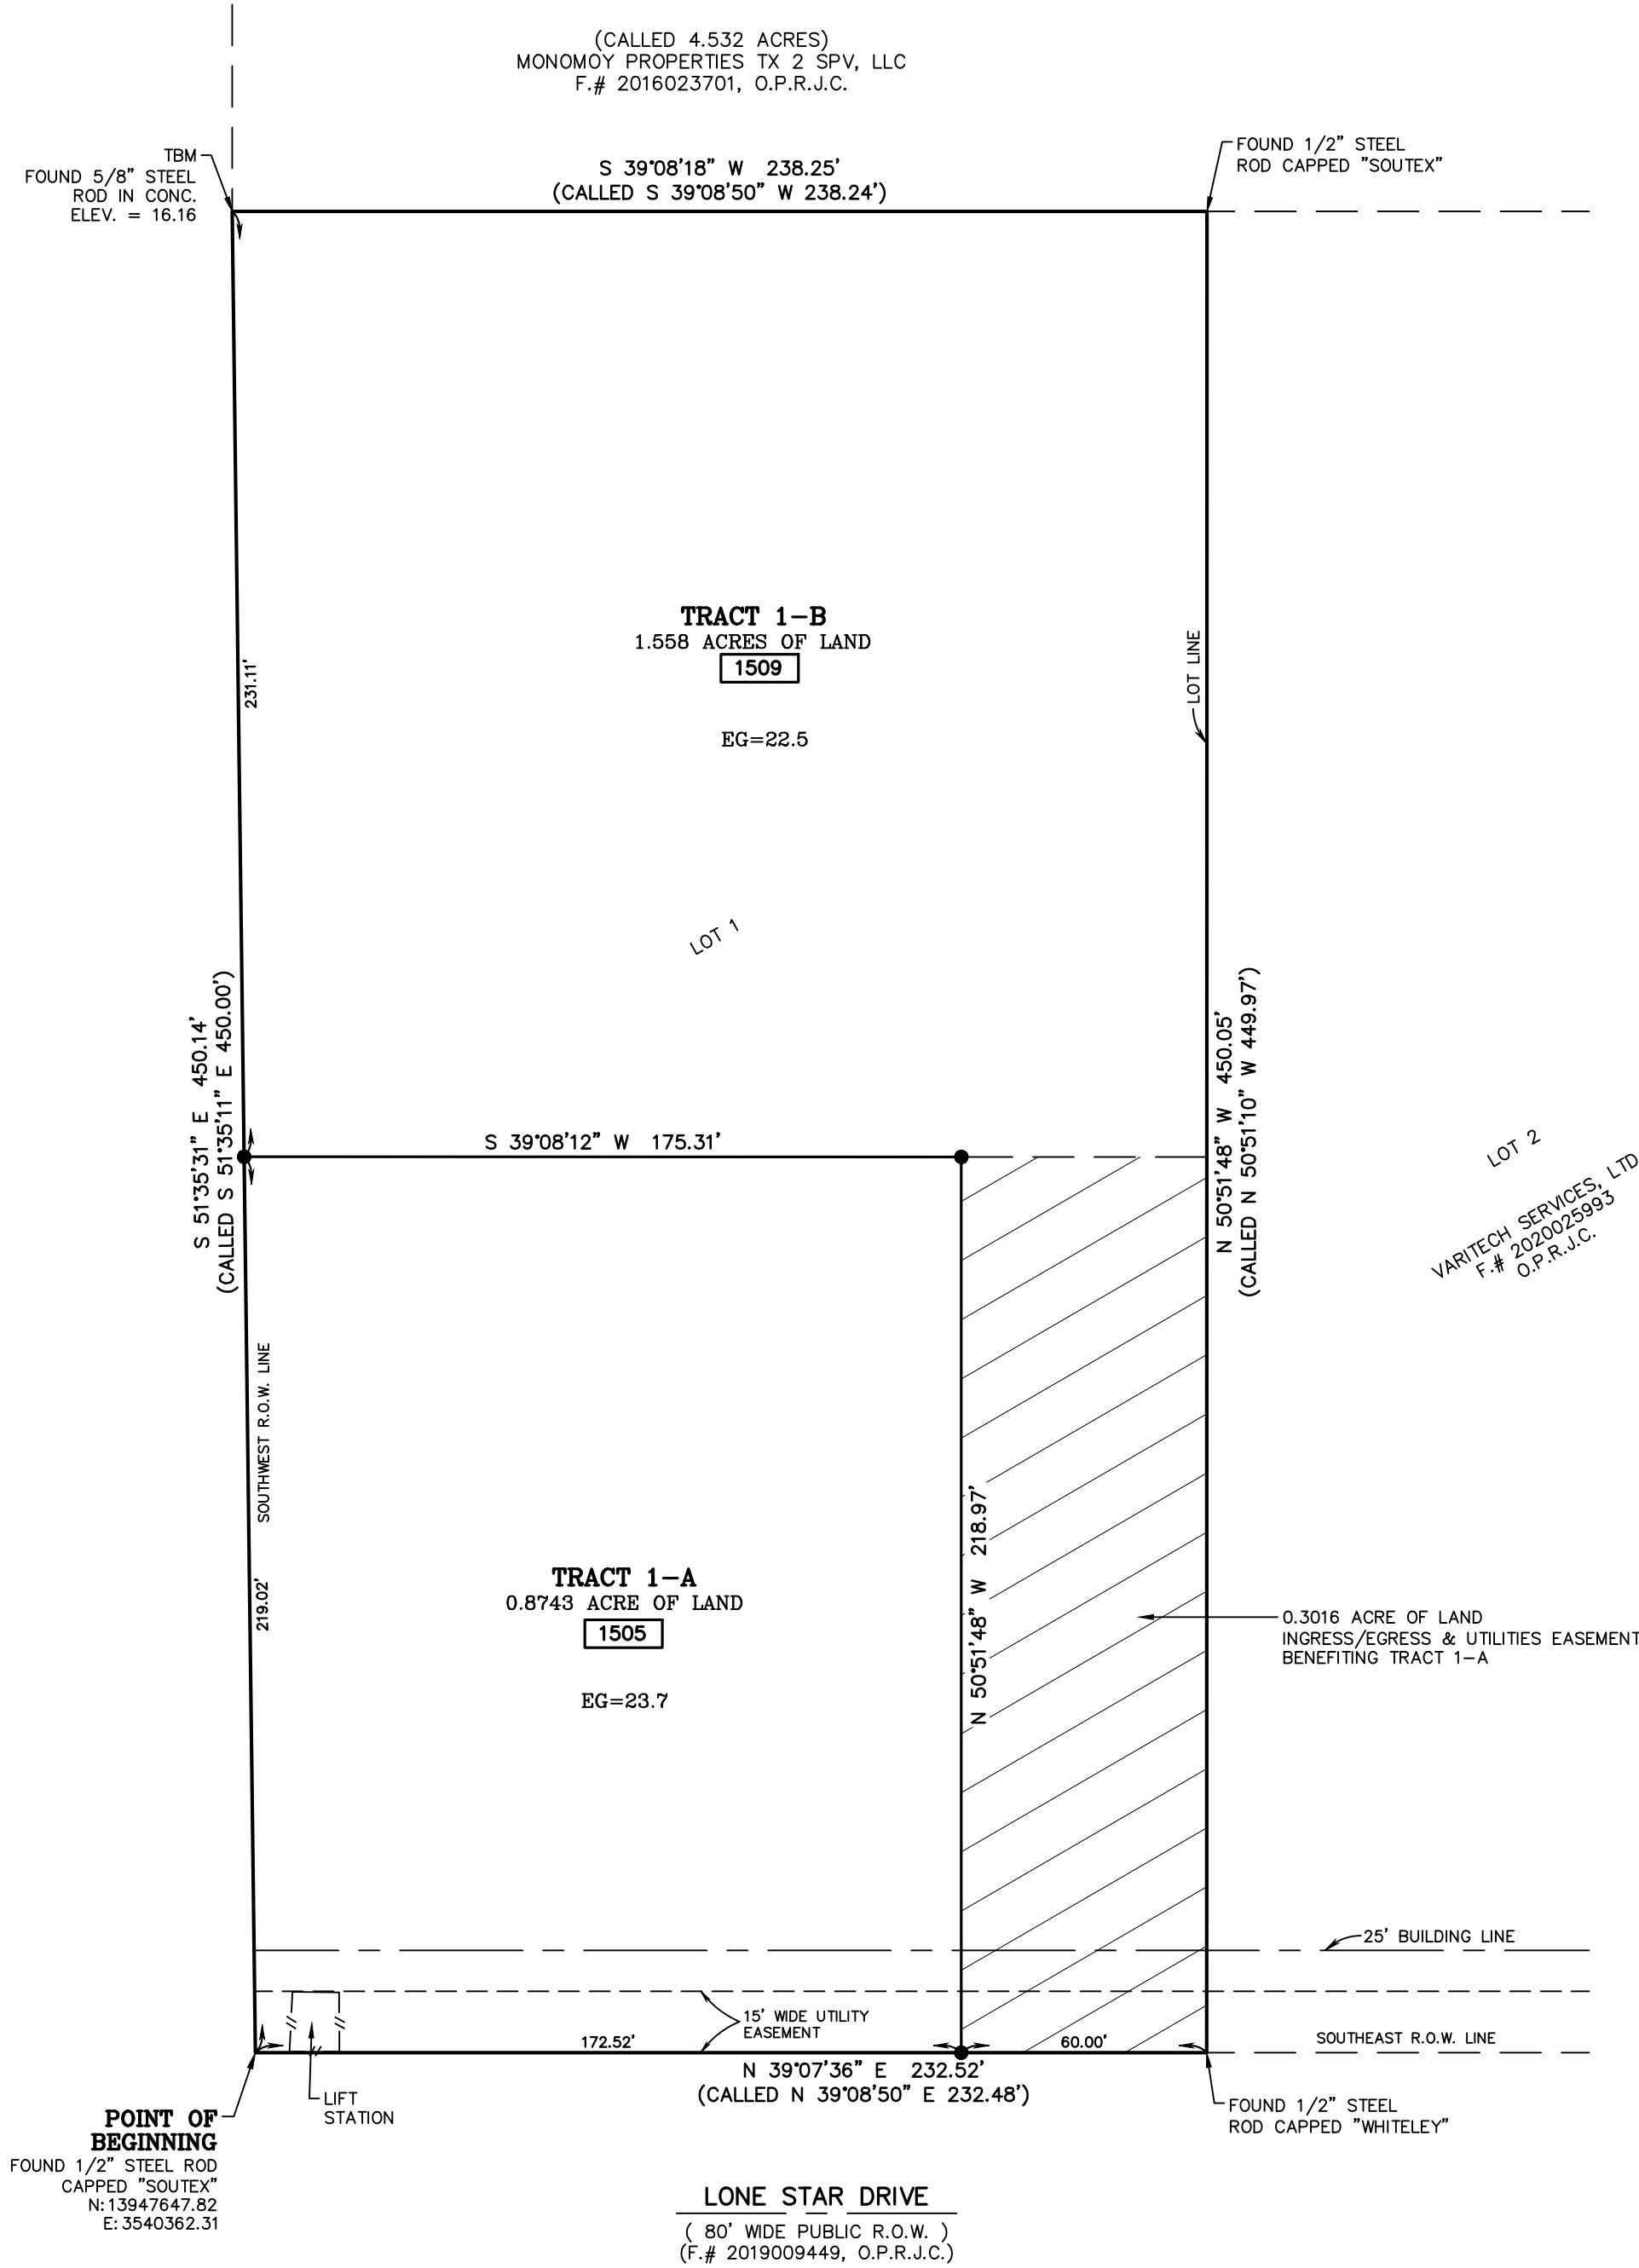 (CALLED 4.532 ACRES)
MONOMOY PROPERTIES TX 2 SPV, LLC
F.# 2016023701, O.P.R.J.C.
TBM
FOUND 5/8" STEEL
ROD IN CONC.
ELEV. = 16.16
S 39°08'18" W 238.25'
(CALLED S 39°08'50" W 238.24')
FOUND 1/2" STEEL
ROD CAPPED "SOUTEX"
231.11'
TRACT 1-B
1.558 ACRES OF LAND
1509
EG=22.5
LOT LINE
LOT 1
S 51°35'31" E 450.14'
(CALLED S 51°35'11" E 450.00')
N 50°51'48" W 450.05'
(CALLED N 50°51'10" W 449.97')
S 39°08'12" W 175.31'
LOT 2
VARITECH SERVICES, LTD
F.# 2020025993
O.P.R.J.C.
SOUTHWEST R.O.W. LINE
219.02'
N 50°51'48" W 218.97'
TRACT 1-A
0.8743 ACRE OF LAND
1505
EG=23.7
0.3016 ACRE OF LAND
INGRESS/EGRESS & UTILITIES EASEMENT
BENEFITING TRACT 1-A
25' BUILDING LINE
15' WIDE UTILITY
EASEMENT
172.52'
60.00'
SOUTHEAST R.O.W. LINE
N 39°07'36" E 232.52'
(CALLED N 39°08'50" E 232.48')
LIFT
STATION
FOUND 1/2" STEEL
ROD CAPPED "WHITELEY"
POINT OF
BEGINNING
FOUND 1/2" STEEL ROD
CAPPED "SOUTEX"
N:13947647.82
E:3540362.31
LONE STAR DRIVE
( 80' WIDE PUBLIC R.O.W. )
(F.# 2019009449, O.P.R.J.C.)